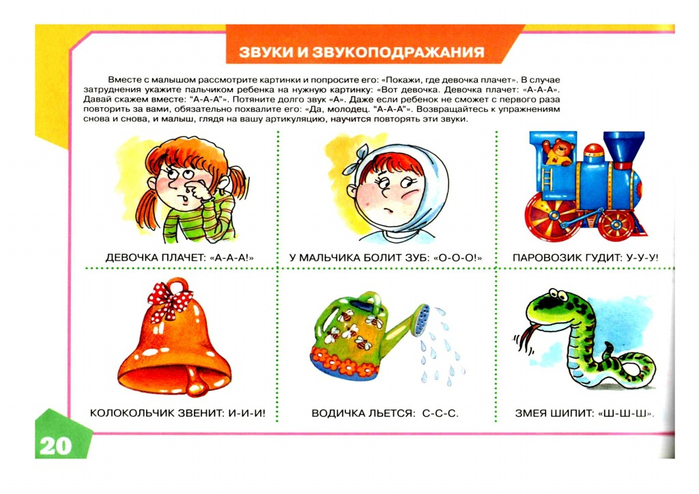 ЗВУКИ И ЗВУКОПОДРАЖАНИЯ
Вместе с малышом рассмотрите картинки и попросите его: «Покажи, где девочка плачет». В случае
затруднения укажите пальчиком ребенка на нужную картинку: «Вот девочка. Девочка плачет: «А-А-А».
Давай скажем вместе: "А-А-А"». Потяните долго звук «А». Даже если ребенок не сможет с первого раза
повторить за вами, обязательно похвалите его: «Да, молодец. "А-А-А"». Возвращайтесь к упражнениям
снова и снова, и малыш, глядя на вашу артикуляцию, научится повторять эти звуки.
ДЕВОЧКА ПЛАЧЕТ: «А-А-А!»
У МАЛЬЧИКА БОЛИТ ЗУБ: «О-О-О!»
ПАРОВОЗИК ГУДИТ: У-У-У!
КОЛОКОЛЬЧИК ЗВЕНИТ: И-И-И!
ВОДИЧКА ЛЬЕТСЯ: С-С-С.
ЗМЕЯ ШИПИТ: «Ш-Ш-Ш».
20